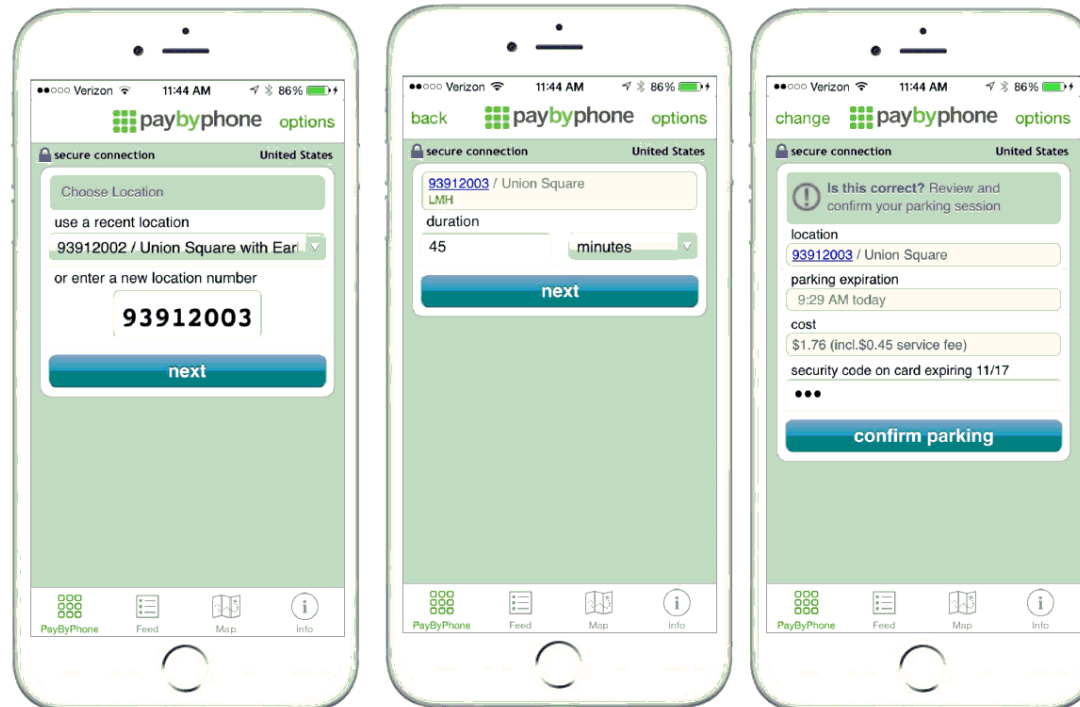 ●●○○○ Verizon 11:44 AM 86%
paybyphone options
secure connection United States
Choose Location
use a recent location
93912002 / Union Square with Earl
or enter a new location number
93912003
next
PayByPhone Feed Map Info
●●○○○ Verizon 11:44 AM 86%
back paybyphone options
secure connection United States
93912003 / Union Square
LMH
duration
45 minutes
next
PayByPhone Feed Map Info
●●○○○ Verizon 11:44 AM 86%
change paybyphone options
secure connection United States
Is this correct? Review and
confirm your parking session
location
93912003 / Union Square
parking expiration
9:29 AM today
cost
$1.76 (incl.$0.45 service fee)
security code on card expiring 11/17
●●●
confirm parking
PayByPhone Feed Map Info